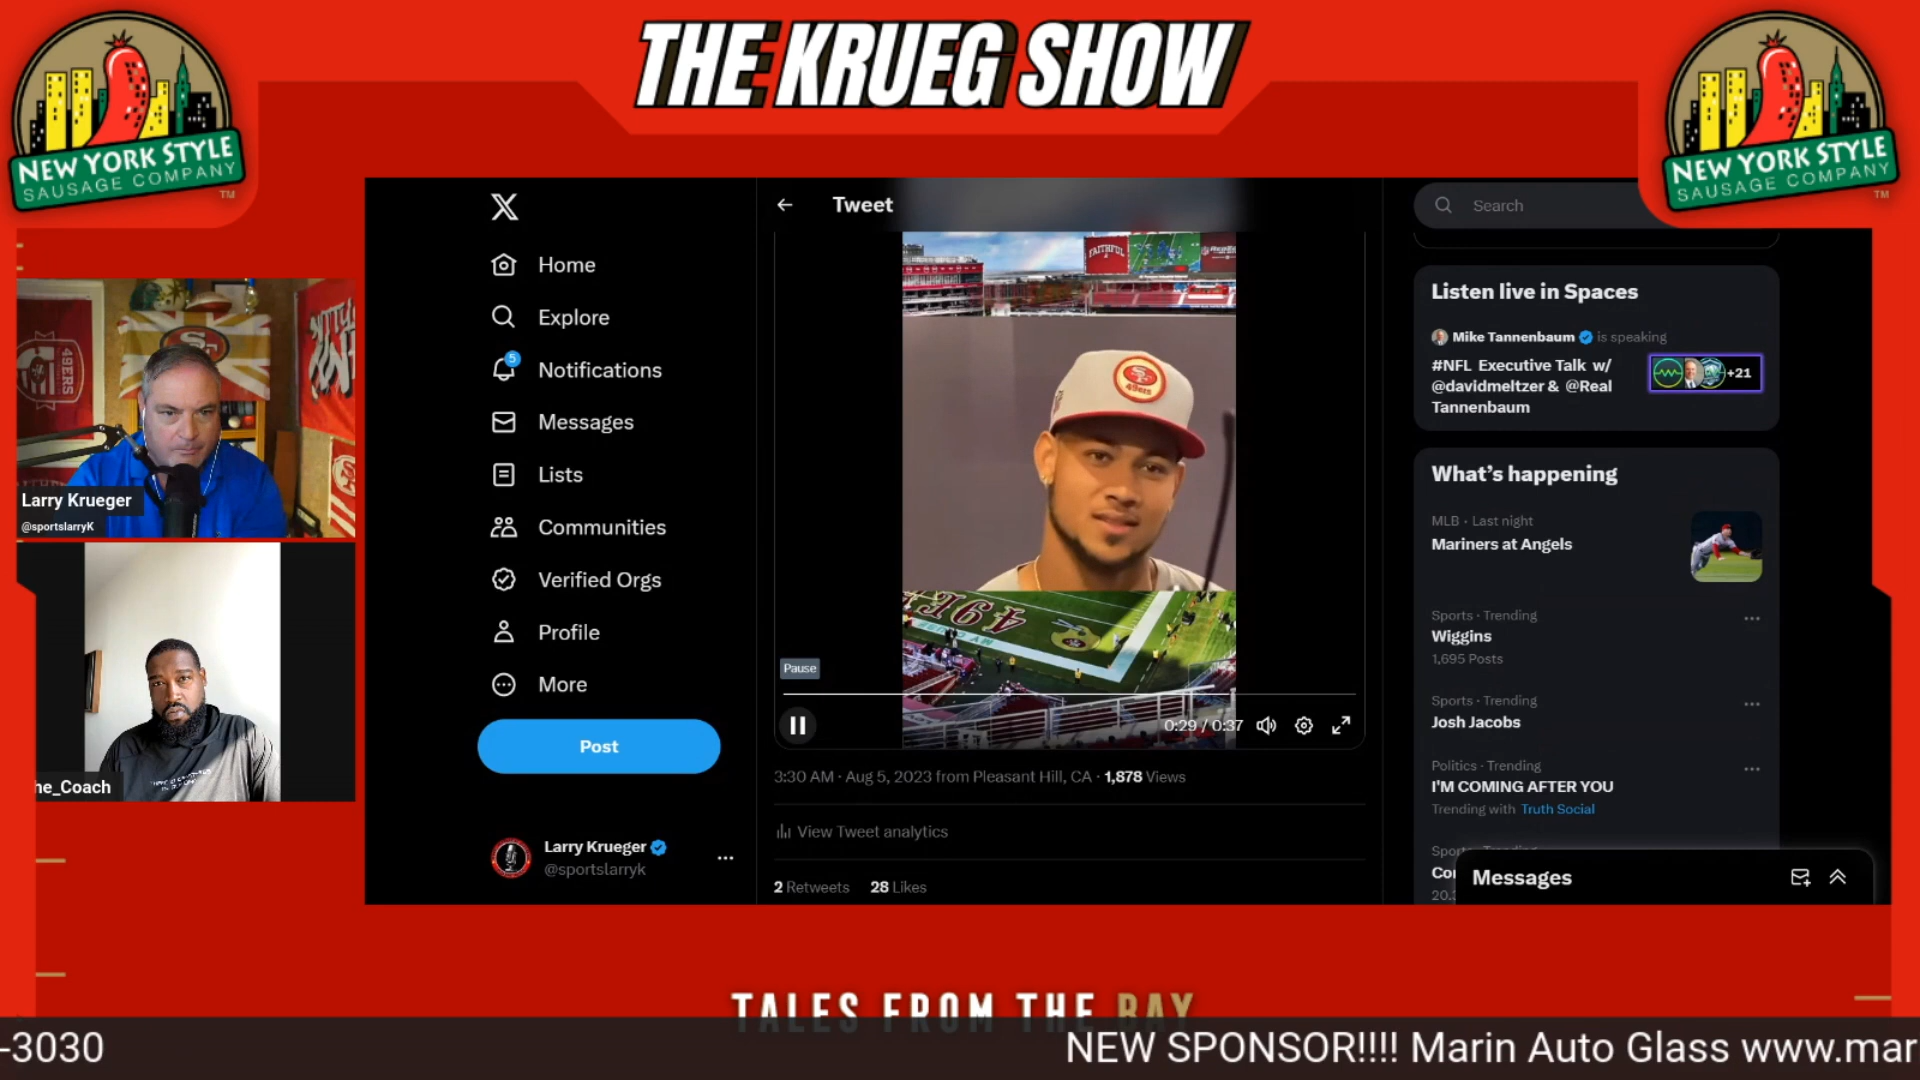 THE KRUEG SHOW
NEW YORK STYLE
SAUSAGE COMPANY
TM
NEW YORK STYLE
SAUSAGE COMPANY
TM
Larry Krueger
@sportslarryK
he_Coach
Home
Explore
5
Notifications
Messages
Lists
Communities
Verified Orgs
Profile
More
Post
Larry Krueger
@sportslarryk
Tweet
FAITHFUL
49ers
Pause
0:29 / 0:37
3:30 AM · Aug 5, 2023 from Pleasant Hill, CA · 1,878 Views
View Tweet analytics
2 Retweets 28 Likes
Search
Listen live in Spaces
Mike Tannenbaum is speaking
#NFL Executive Talk w/
@davidmeltzer & @Real
Tannenbaum
+21
What's happening
MLB · Last night
Mariners at Angels
Sports · Trending
Wiggins
1,695 Posts
Sports · Trending
Josh Jacobs
Politics · Trending
I'M COMING AFTER YOU
Trending with Truth Social
Messages
TALES FROM THE BAY
-3030
NEW SPONSOR!!!! Marin Auto Glass www.mar